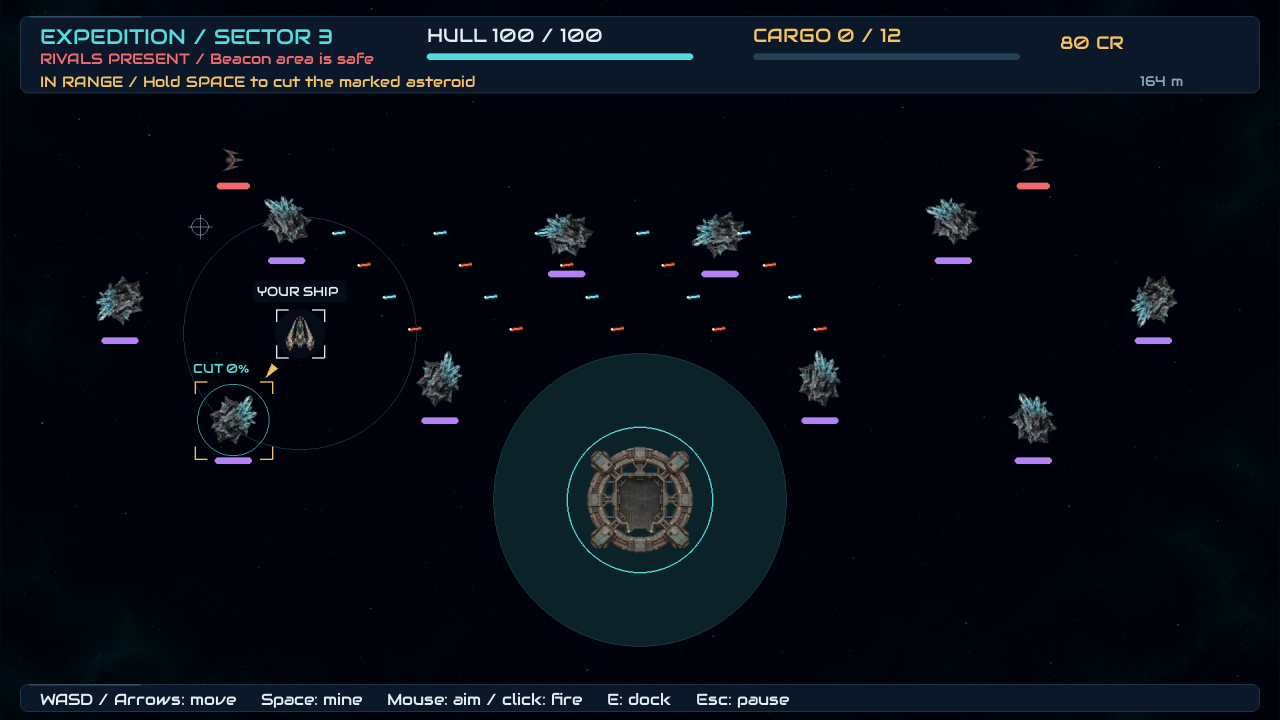 EXPEDITION / SECTOR 3
RIVALS PRESENT / Beacon area is safe
IN RANGE / Hold SPACE to cut the marked asteroid
HULL 100 / 100
CARGO 0 / 12
80 CR
164 m
YOUR SHIP
CUT 0%
WASD / Arrows: move Space: mine Mouse: aim / click: fire E: dock Esc: pause